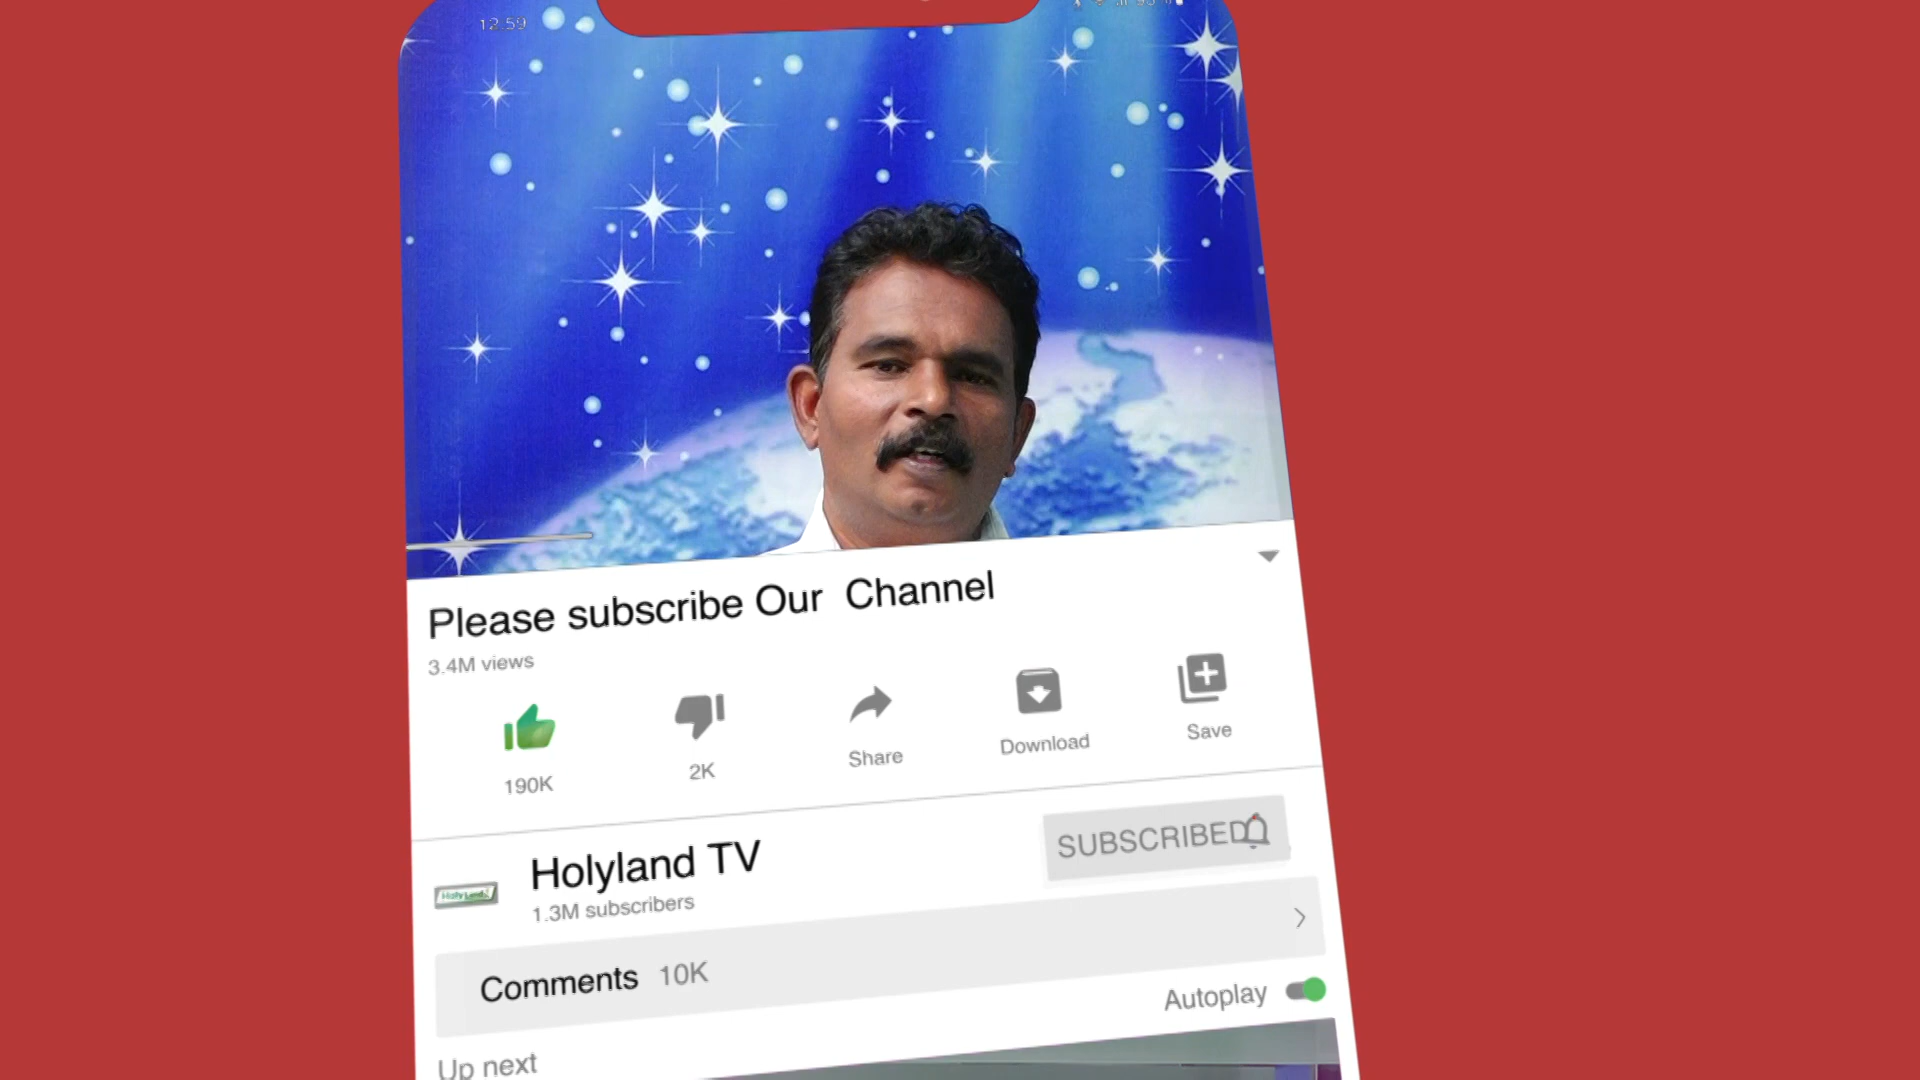 12.59
Please subscribe Our Channel
3.4M views
190K
2K
Share
Download
Save
Holyland TV
SUBSCRIBED
1.3M subscribers
Comments 10K
Autoplay
Up next